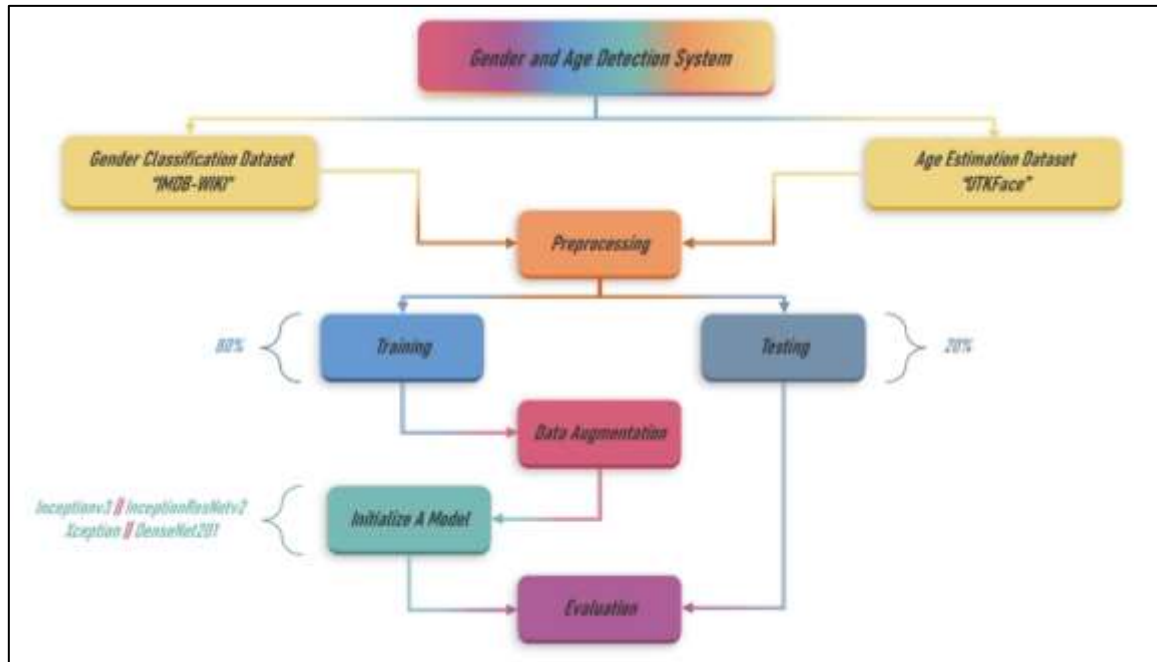 Gender and Age Detection System
Gender Classification Dataset
"IMDB-WIKI"
Age Estimation Dataset
"UTKFace"
Preprocessing
80%
Training
Testing
20%
Data Augmentation
Inceptionv3 || InceptionResNetv2
Xception || DenseNet201
Initialize A Model
Evaluation